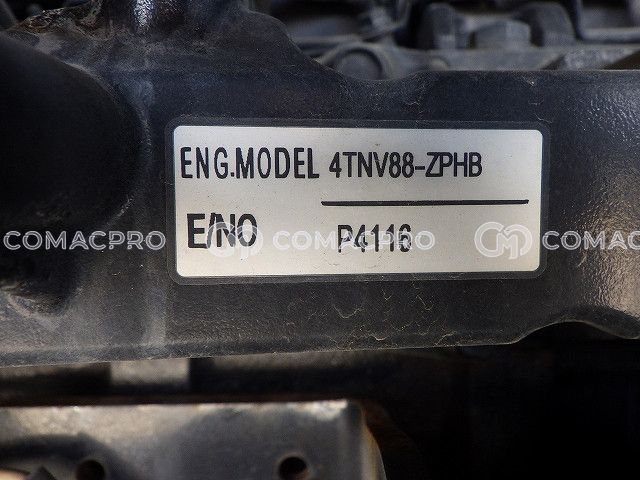 ENG.MODEL 4TNV88-ZPHB
E/NO P4116
COMACPRO COMACPRO COMACPRO